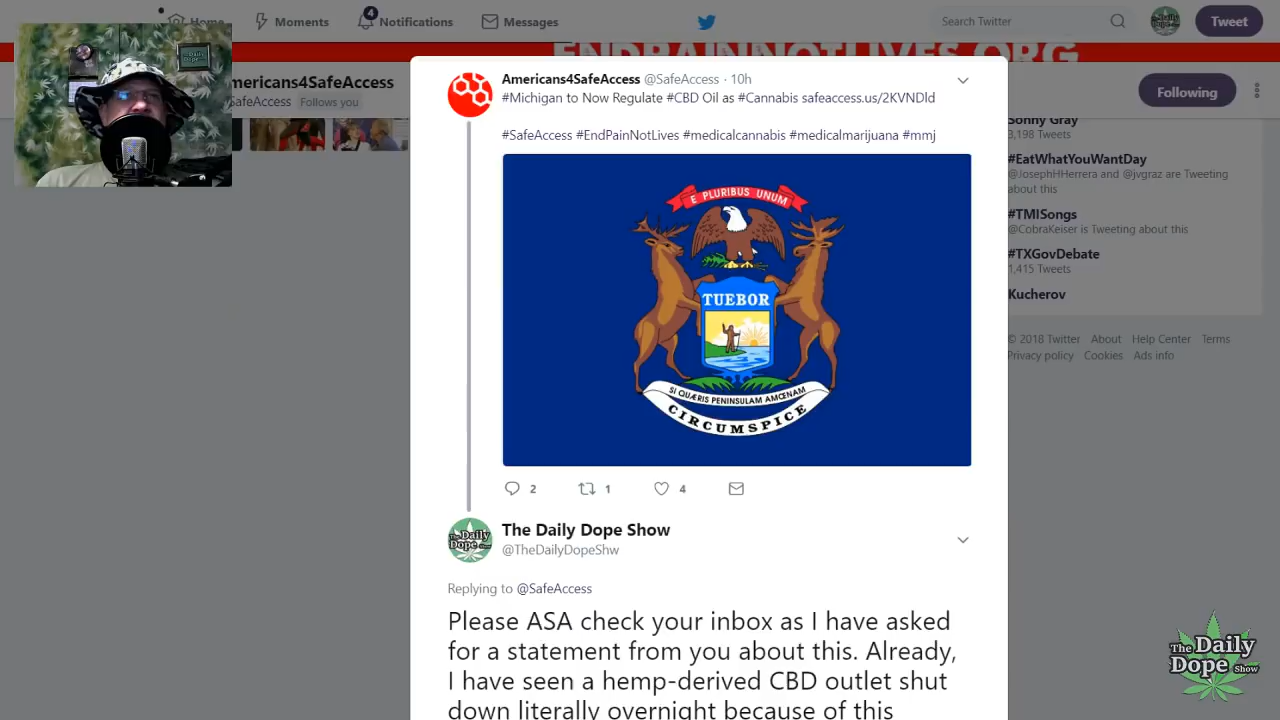 Home
Moments
4
Notifications
Messages
Search Twitter
Tweet
ENDPAINNOTLIVES.ORG
mericans4SafeAccess
SafeAccess Follows you
Following
Americans4SafeAccess @SafeAccess · 10h
#Michigan to Now Regulate #CBD Oil as #Cannabis safeaccess.us/2KVNDld
#SafeAccess #EndPainNotLives #medicalcannabis #medicalmarijuana #mmj
E PLURIBUS UNUM
TUEBOR
SI QUÆRIS PENINSULAM AMŒNAM
CIRCUMSPICE
2
1
4
The Daily Dope Show
@TheDailyDopeShw
Replying to @SafeAccess
Please ASA check your inbox as I have asked
for a statement from you about this. Already,
I have seen a hemp-derived CBD outlet shut
down literally overnight because of this
Sonny Gray
3,198 Tweets
#EatWhatYouWantDay
@JosephHHerrera and @jvgraz are Tweeting
about this
#TMISongs
@CobraKeiser is Tweeting about this
#TXGovDebate
1,415 Tweets
Kucherov
© 2018 Twitter About Help Center Terms
Privacy policy Cookies Ads info
The Daily
Dope Show